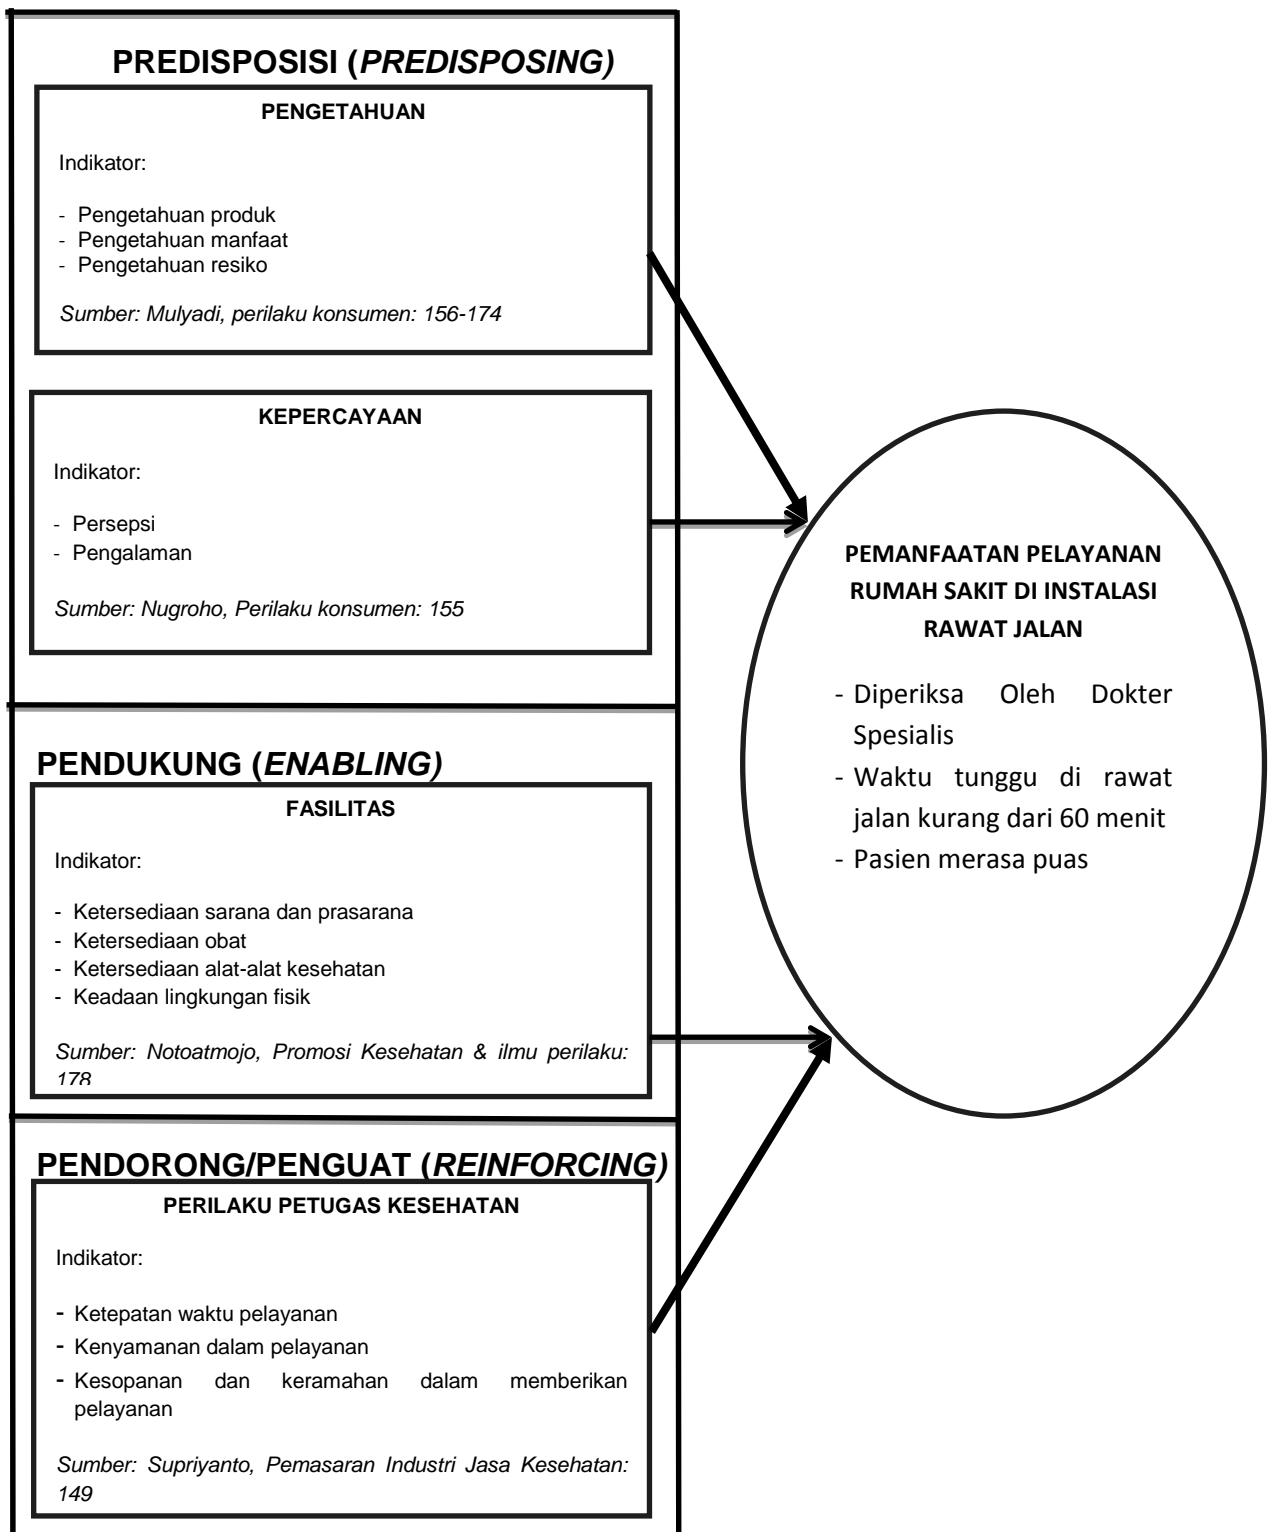 PREDISPOSISI (PREDISPOSING)
PENGETAHUAN
Indikator:
- Pengetahuan produk
- Pengetahuan manfaat
- Pengetahuan resiko
Sumber: Mulyadi, perilaku konsumen: 156-174
KEPERCAYAAN
Indikator:
- Persepsi
- Pengalaman
Sumber: Nugroho, Perilaku konsumen: 155
PENDUKUNG (ENABLING)
FASILITAS
Indikator:
- Ketersediaan sarana dan prasarana
- Ketersediaan obat
- Ketersediaan alat-alat kesehatan
- Keadaan lingkungan fisik
Sumber: Notoatmojo, Promosi Kesehatan & ilmu perilaku:
178
PENDORONG/PENGUAT (REINFORCING)
PERILAKU PETUGAS KESEHATAN
Indikator:
- Ketepatan waktu pelayanan
- Kenyamanan dalam pelayanan
- Kesopanan dan keramahan dalam memberikan
pelayanan
Sumber: Supriyanto, Pemasaran Industri Jasa Kesehatan:
149
PEMANFAATAN PELAYANAN
RUMAH SAKIT DI INSTALASI
RAWAT JALAN
- Diperiksa Oleh Dokter
Spesialis
- Waktu tunggu di rawat
jalan kurang dari 60 menit
- Pasien merasa puas